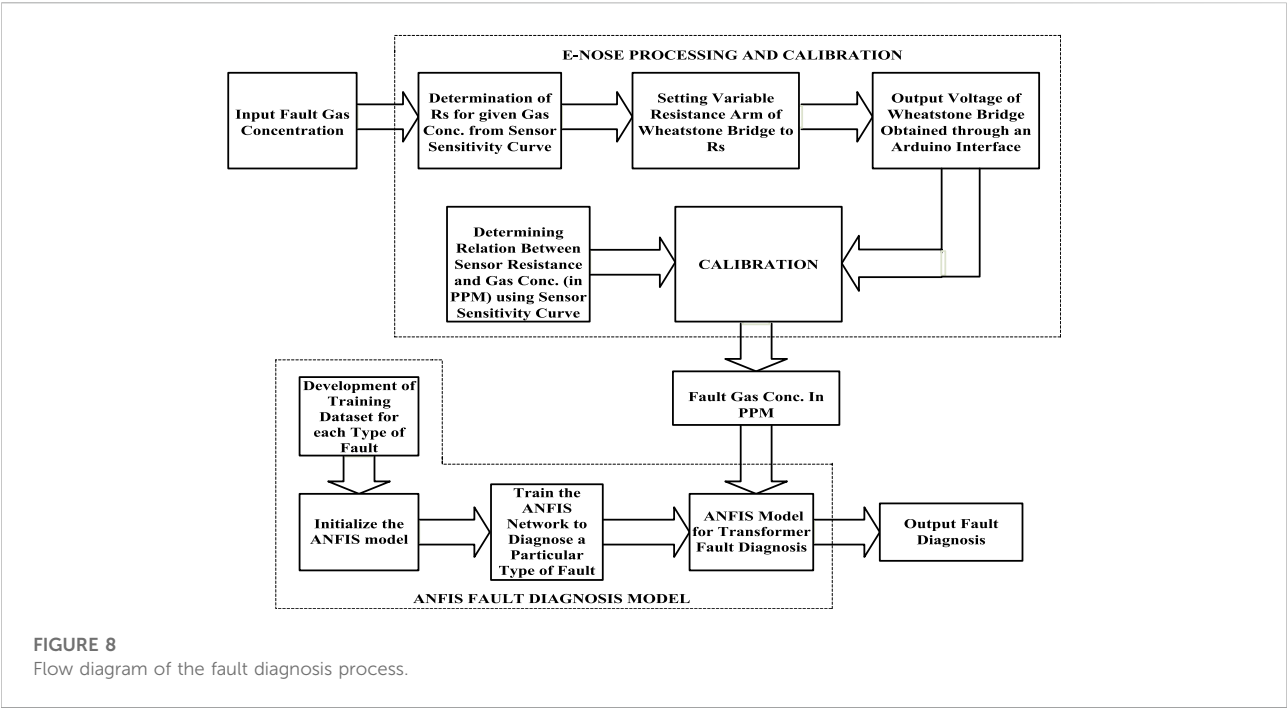 E-NOSE PROCESSING AND CALIBRATION
Input Fault Gas
Concentration
Determination of
Rs for given Gas
Conc. from Sensor
Sensitivity Curve
Setting Variable
Resistance Arm of
Wheatstone Bridge to
Rs
Output Voltage of
Wheatstone Bridge
Obtained through an
Arduino Interface
Determining
Relation Between
Sensor Resistance
and Gas Conc. (in
PPM) using Sensor
Sensitivity Curve
CALIBRATION
Fault Gas Conc. In
PPM
Development of
Training
Dataset for
each Type of
Fault
Initialize the
ANFIS model
Train the
ANFIS
Network to
Diagnose a
Particular
Type of Fault
ANFIS Model
for Transformer
Fault Diagnosis
Output Fault
Diagnosis
ANFIS FAULT DIAGNOSIS MODEL
FIGURE 8
Flow diagram of the fault diagnosis process.